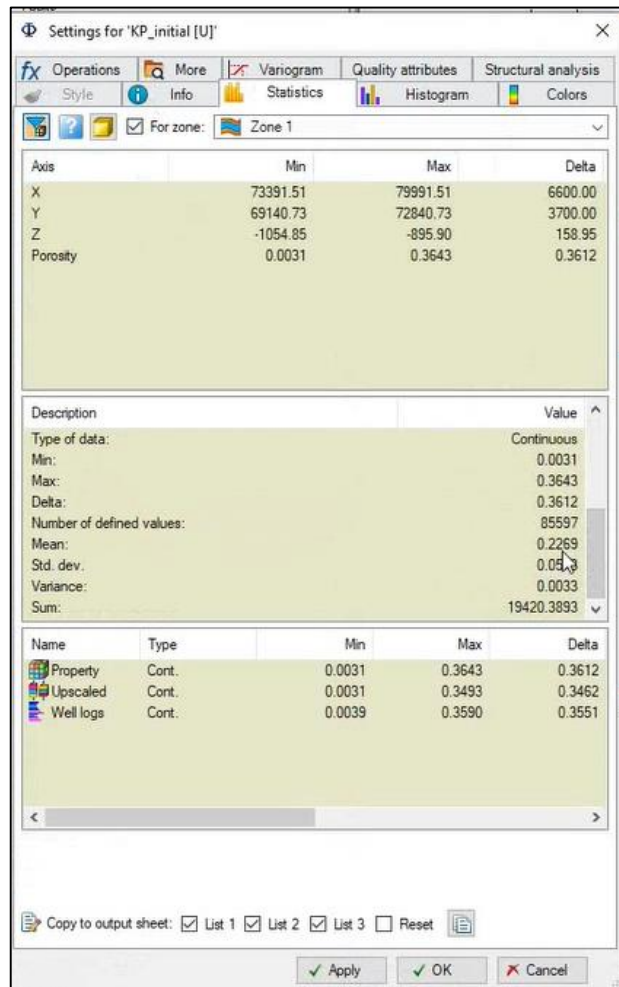 Settings for 'KP_initial [U]'
Operations More Variogram Quality attributes Structural analysis
Style Info Statistics Histogram Colors
For zone: Zone 1
Axis Min Max Delta
X 73391.51 79991.51 6600.00
Y 69140.73 72840.73 3700.00
Z -1054.85 -895.90 158.95
Porosity 0.0031 0.3643 0.3612
Description Value
Type of data: Continuous
Min: 0.0031
Max: 0.3643
Delta: 0.3612
Number of defined values: 85597
Mean: 0.2269
Std. dev.
Variance: 0.0033
Sum: 19420.3893
Name Type Min Max Delta
Property Cont. 0.0031 0.3643 0.3612
Upscaled Cont. 0.0031 0.3493 0.3462
Well logs Cont. 0.0039 0.3590 0.3551
Copy to output sheet: List 1 List 2 List 3 Reset
Apply OK Cancel